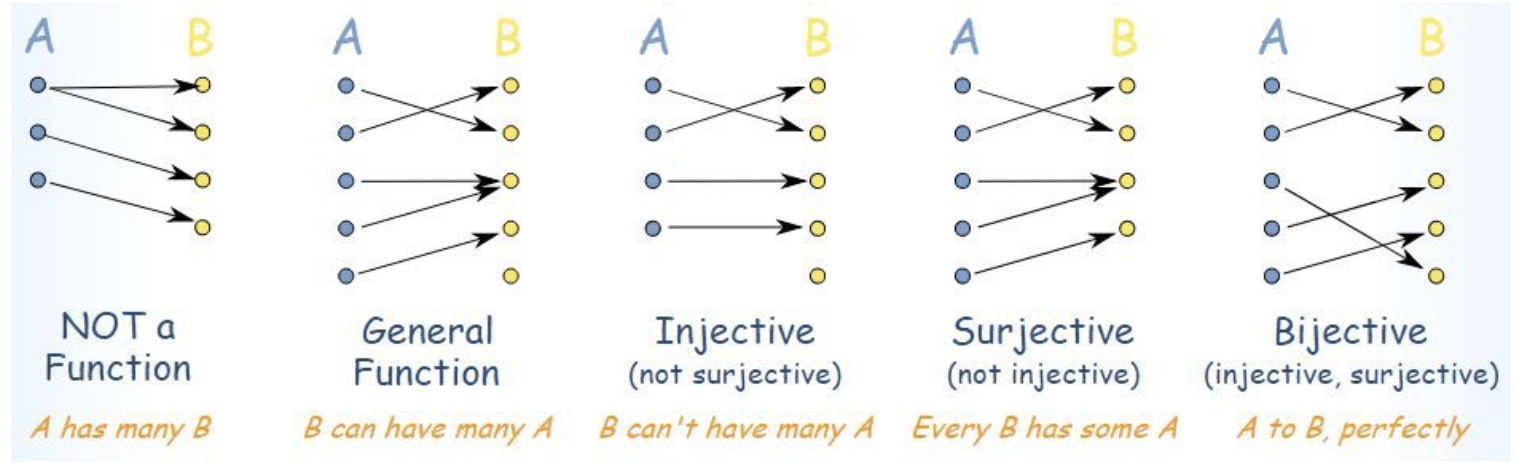 A B
A B
A B
A B
A B
NOT a
Function
General
Function
Injective
(not surjective)
Surjective
(not injective)
Bijective
(injective, surjective)
A has many B
B can have many A
B can't have many A
Every B has some A
A to B, perfectly